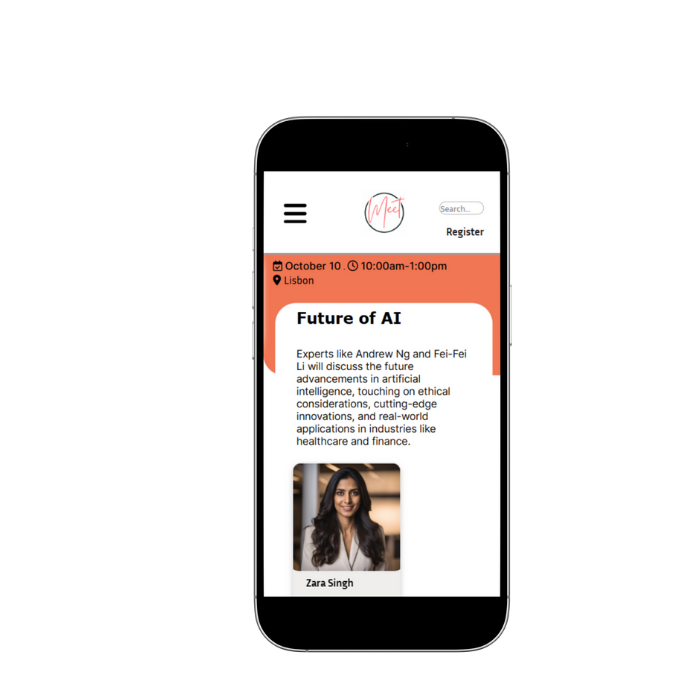 Meet
Search...
Register
October 10 . 10:00am-1:00pm
Lisbon
Future of AI
Experts like Andrew Ng and Fei-Fei
Li will discuss the future
advancements in artificial
intelligence, touching on ethical
considerations, cutting-edge
innovations, and real-world
applications in industries like
healthcare and finance.
Zara Singh